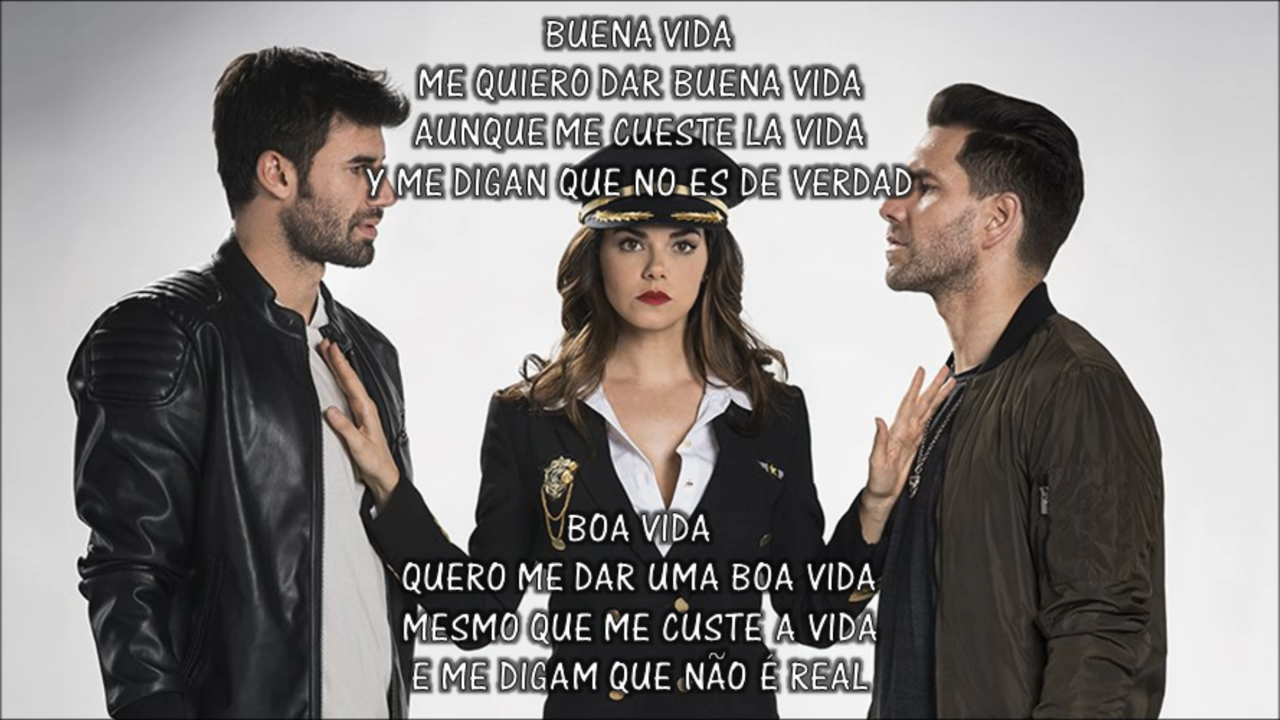 BUENA VIDA
ME QUIERO DAR BUENA VIDA
AUNQUE ME CUESTE LA VIDA
Y ME DIGAN QUE NO ES DE VERDAD
BOA VIDA
QUERO ME DAR UMA BOA VIDA
MESMO QUE ME CUSTE A VIDA
E ME DIGAM QUE NÃO É REAL